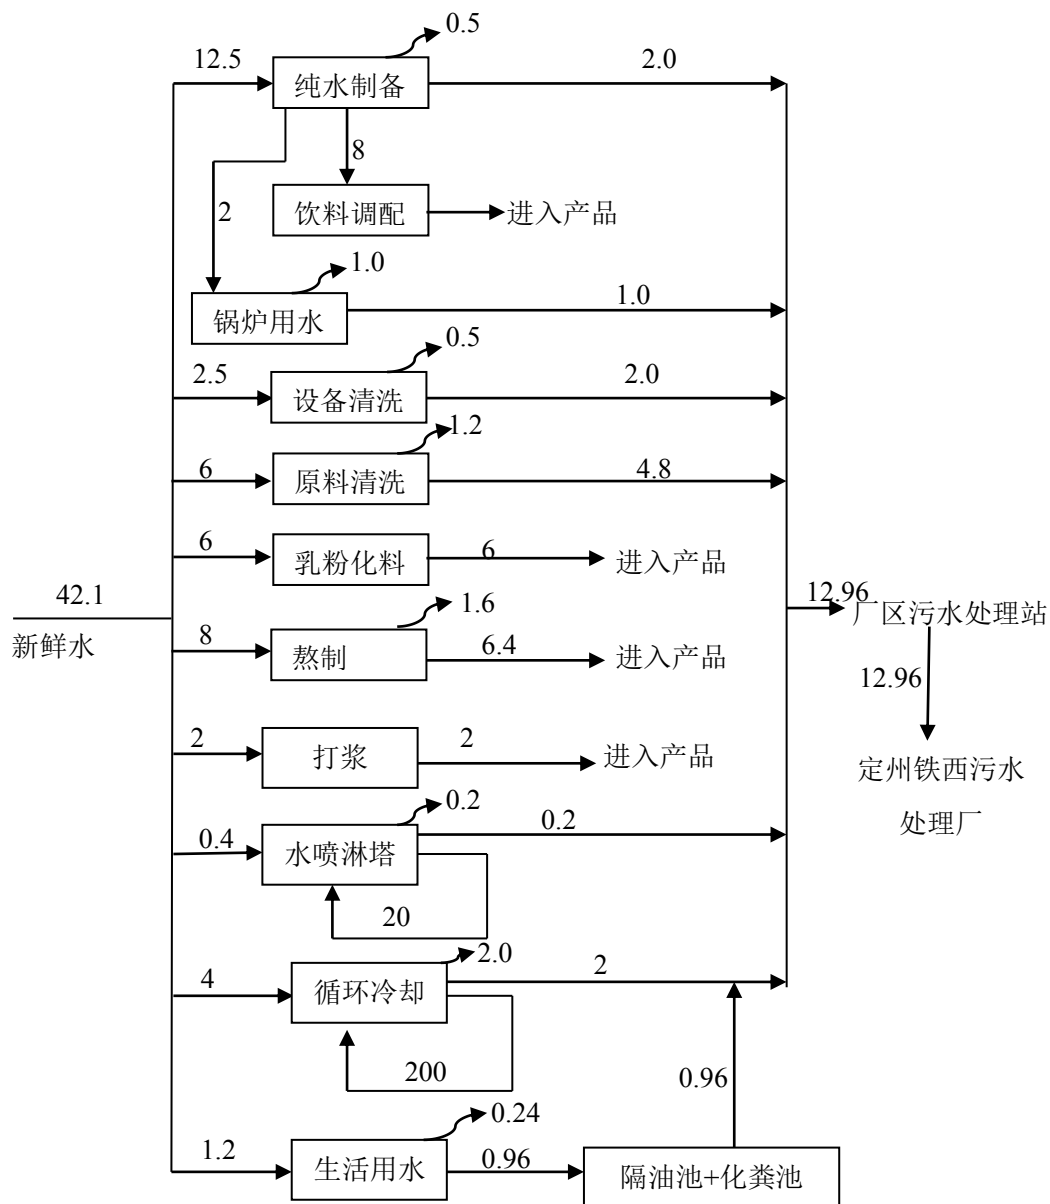 0.5
12.5
纯水制备
2.0
8
2
饮料调配
进入产品
1.0
锅炉用水
1.0
0.5
2.5
设备清洗
2.0
1.2
6
原料清洗
4.8
6
乳粉化料
6
进入产品
42.1
新鲜水
1.6
8
熬制
6.4
进入产品
12.96
厂区污水处理站
12.96
2
打浆
2
进入产品
定州铁西污水
处理厂
0.2
0.4
水喷淋塔
0.2
20
2.0
4
循环冷却
2
200
0.96
0.24
1.2
生活用水
0.96
隔油池+化粪池